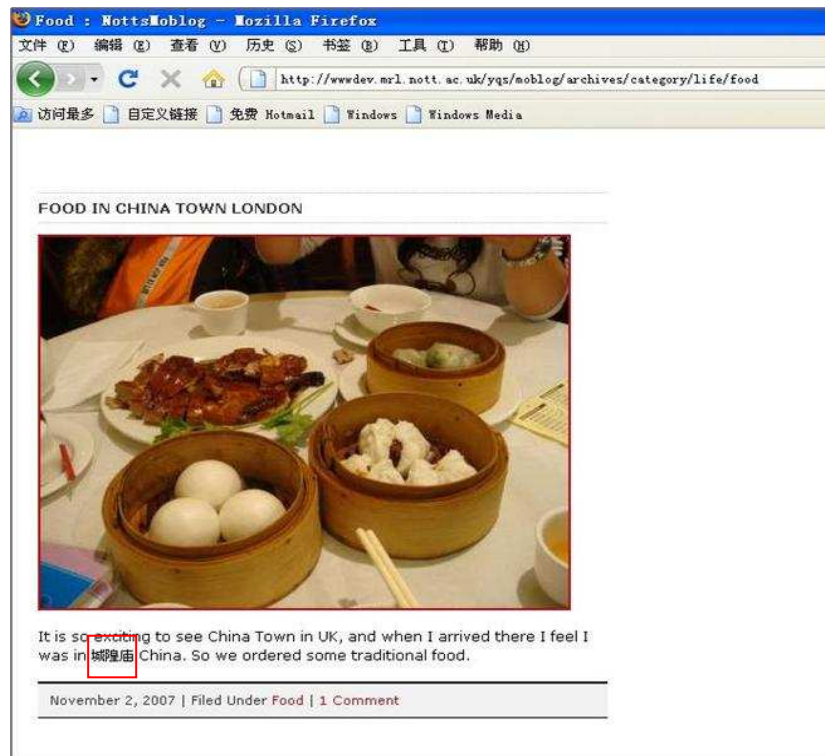 Food : NottsMoblog - Mozilla Firefox
文件 (F) 编辑 (E) 查看 (V) 历史 (S) 书签 (B) 工具 (T) 帮助 (H)
http://wwwdev.mrl.nott.ac.uk/yqs/moblog/archives/category/life/food
访问最多 自定义链接 免费 Hotmail Windows Windows Media
FOOD IN CHINA TOWN LONDON
It is so exciting to see China Town in UK, and when I arrived there I feel I
was in 城隍庙 China. So we ordered some traditional food.
November 2, 2007 | Filed Under Food | 1 Comment